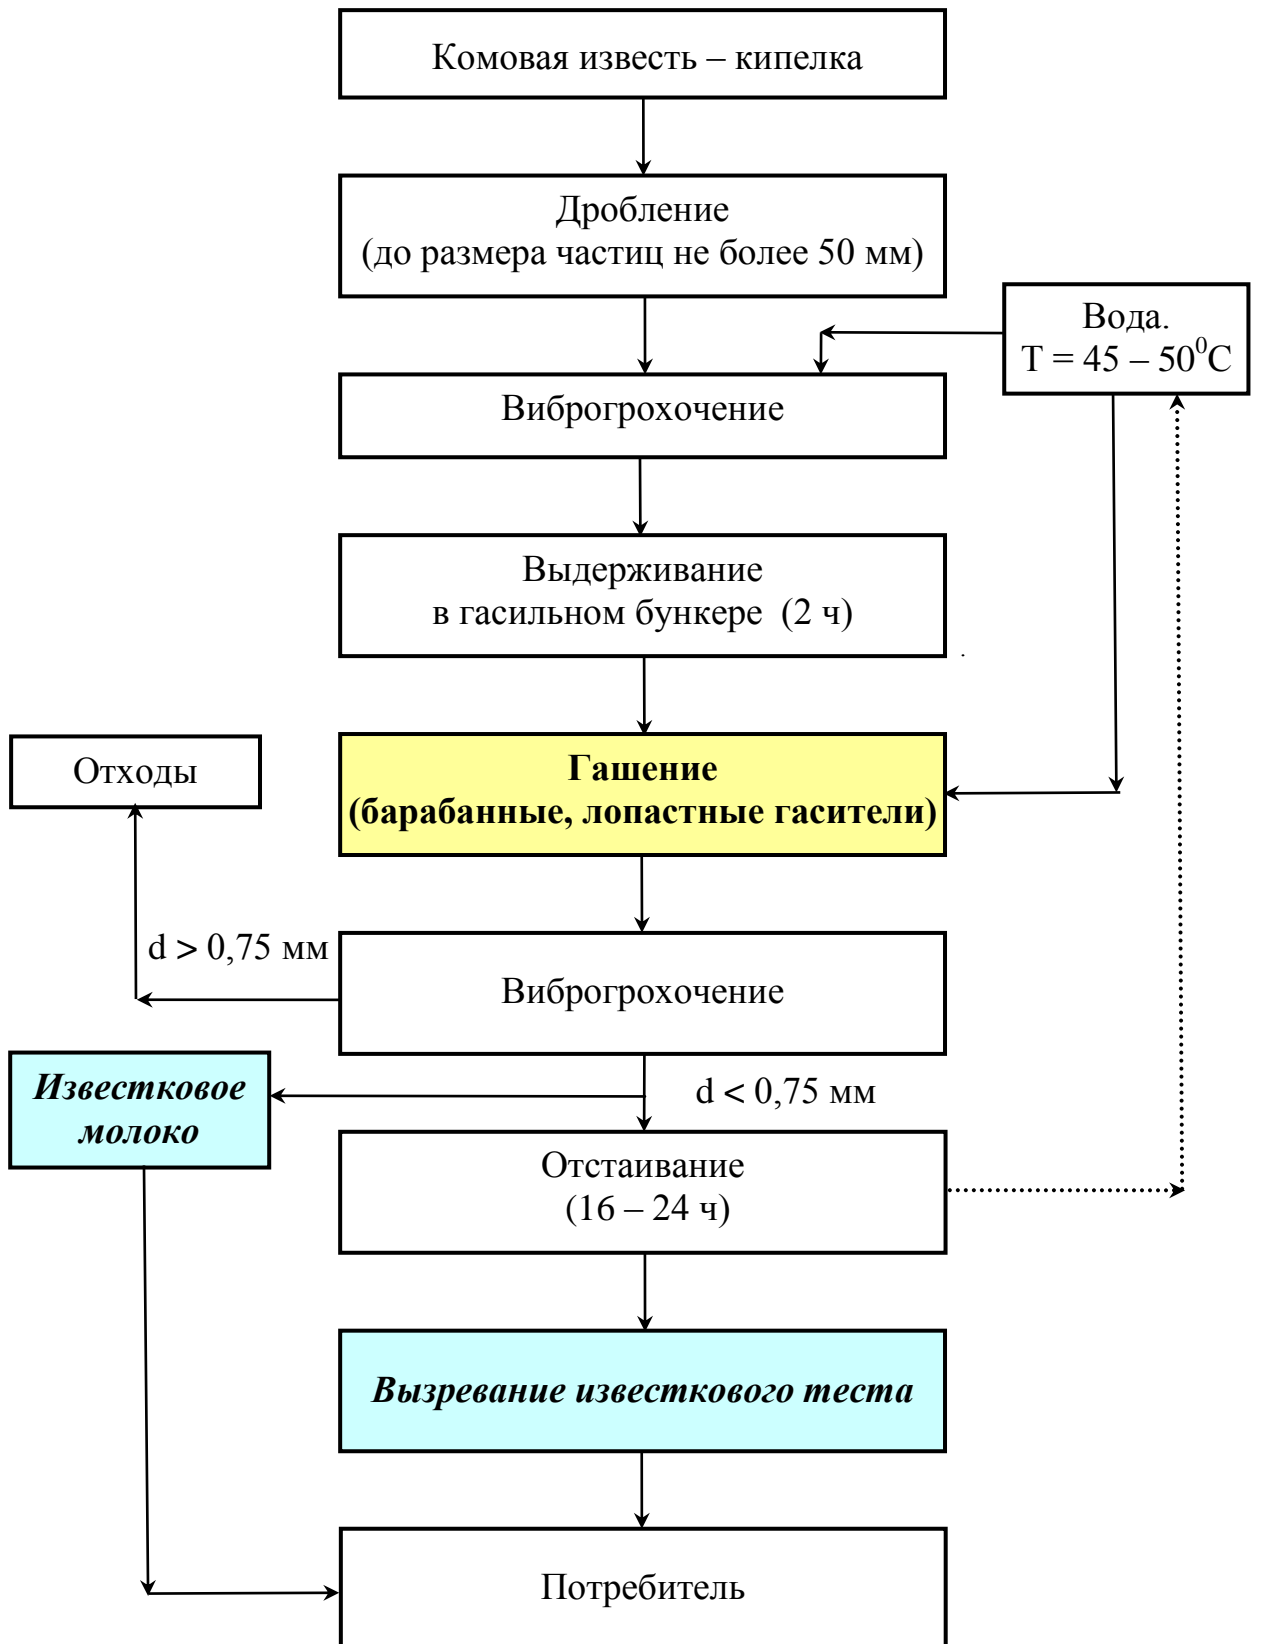 Комовая известь – кипелка
Дробление
(до размера частиц не более 50 мм)
Вода.
Т = 45 – 50⁰С
Виброгрохочение
Выдерживание
в гасильном бункере (2 ч)
Гашение
(барабанные, лопастные гасители)
Отходы
d > 0,75 мм
Виброгрохочение
Известковое
молоко
d < 0,75 мм
Отстаивание
(16 – 24 ч)
Вызревание известкового теста
Потребитель